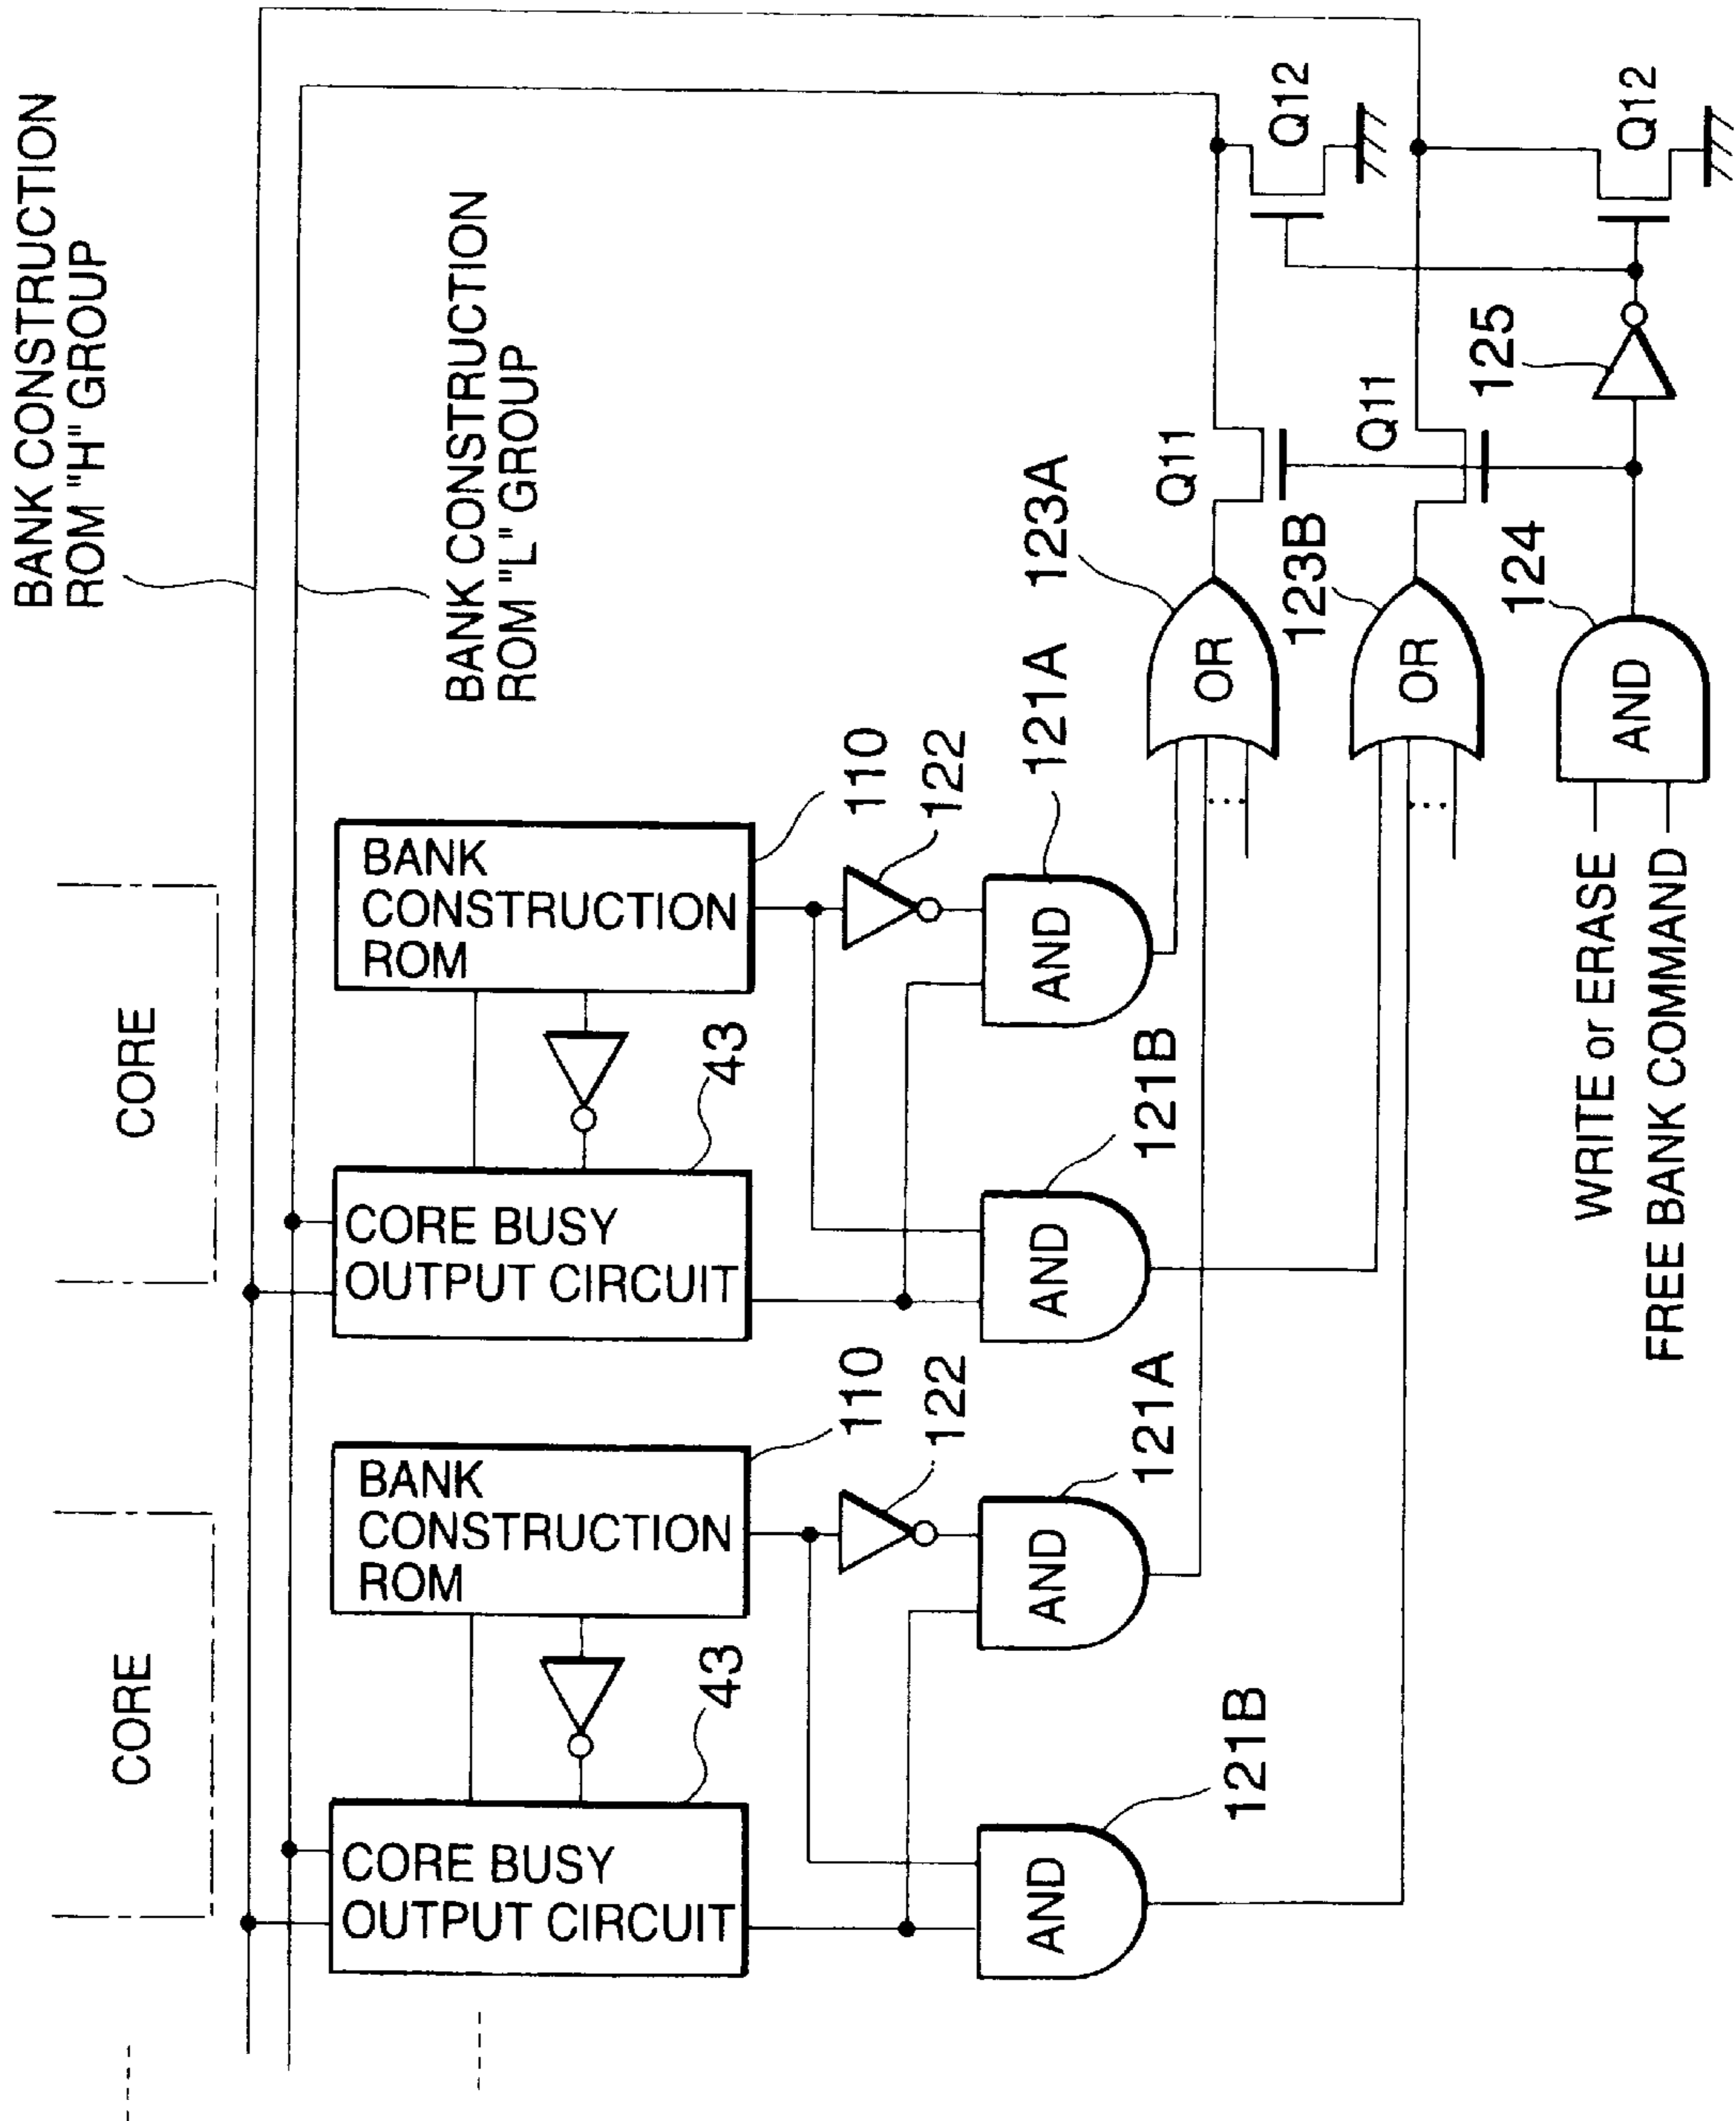 BANK CONSTRUCTION
ROM "H" GROUP
BANK CONSTRUCTION
ROM "L" GROUP
CORE
CORE
BANK
CONSTRUCTION
ROM
110
122
43
CORE BUSY
OUTPUT CIRCUIT
AND
121A
AND
121B
BANK
CONSTRUCTION
ROM
110
122
43
CORE BUSY
OUTPUT CIRCUIT
AND
121A
AND
121B
OR
123A
OR
123B
Q11
Q11
Q12
Q12
AND
124
125
WRITE or ERASE
FREE BANK COMMAND